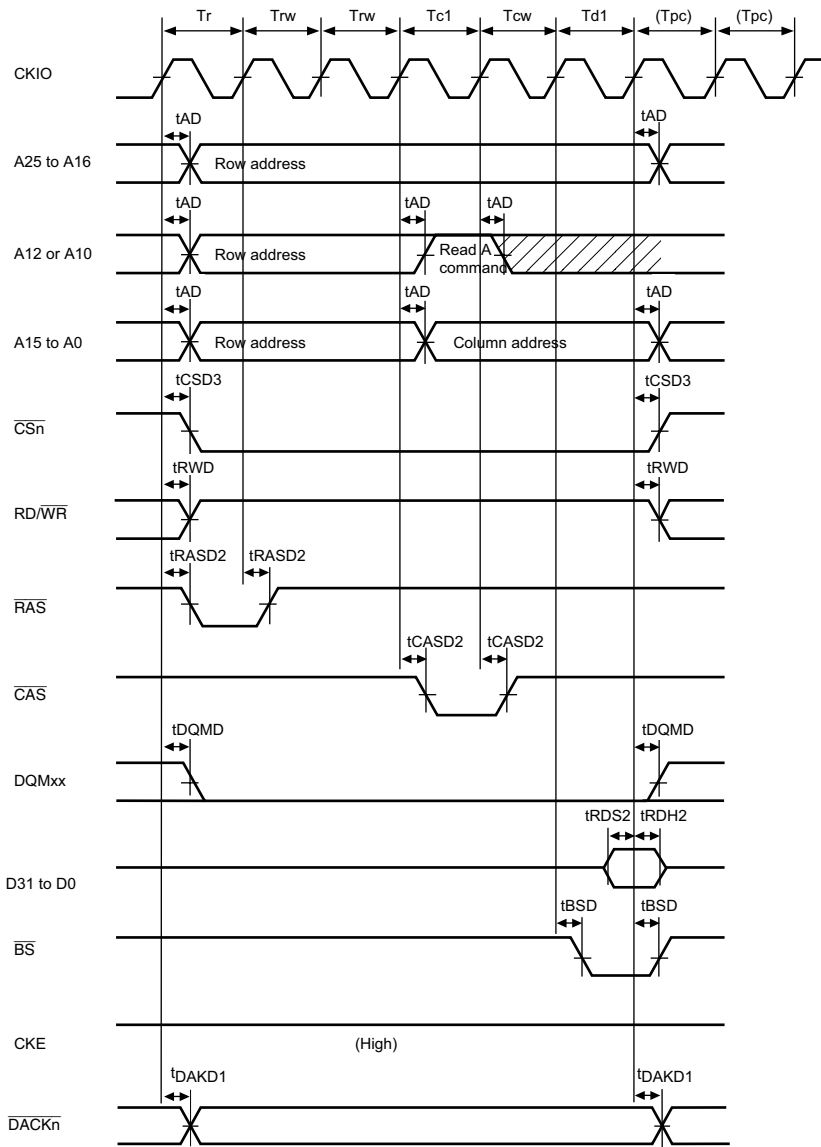 Tr Trw Trw Tc1 Tcw Td1 (Tpc) (Tpc)
CKIO
tAD tAD
A25 to A16 Row address
tAD tAD tAD
A12 or A10 Row address Read A
command
tAD tAD tAD
A15 to A0 Row address Column address
tCSD3 tCSD3
CSn
tRWD tRWD
RD/WR
tRASD2 tRASD2
RAS
tCASD2 tCASD2
CAS
tDQMD tDQMD
DQMxx
tRDS2 tRDH2
D31 to D0
tBSD tBSD
BS
CKE (High)
tDAKD1 tDAKD1
DACKn